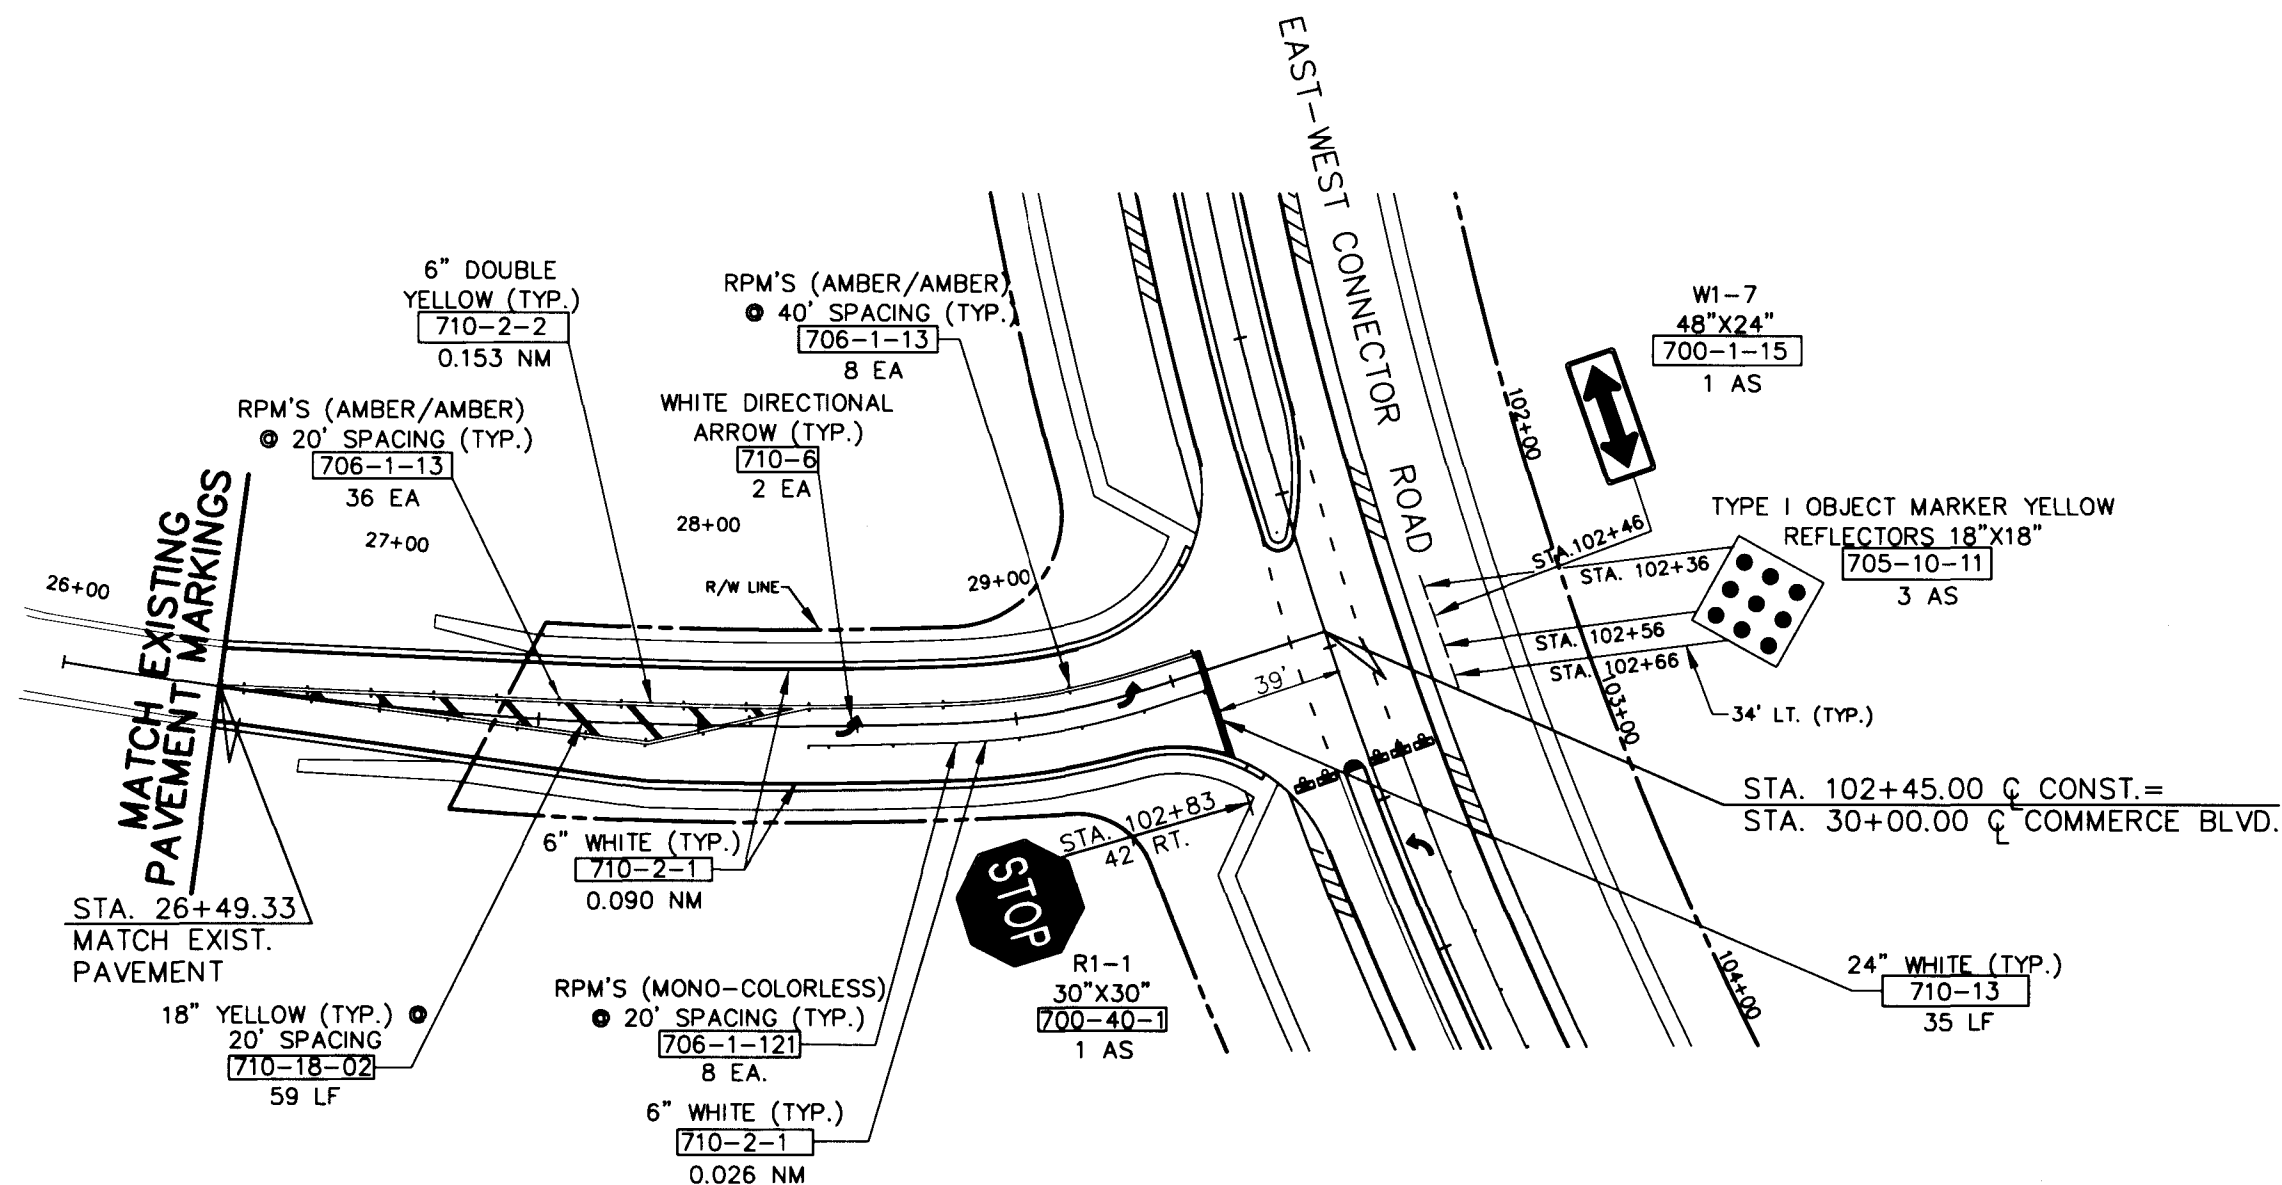 EAST-WEST CONNECTOR ROAD
6" DOUBLE
YELLOW (TYP.)
710-2-2
0.153 NM
RPM'S (AMBER/AMBER)
@ 40' SPACING (TYP.)
706-1-13
8 EA
W1-7
48"X24"
700-1-15
1 AS
RPM'S (AMBER/AMBER)
@ 20' SPACING (TYP.)
706-1-13
36 EA
WHITE DIRECTIONAL
ARROW (TYP.)
710-6
2 EA
102+00
TYPE I OBJECT MARKER YELLOW
REFLECTORS 18"X18"
705-10-11
3 AS
26+00
27+00
28+00
29+00
R/W LINE
MATCH EXISTING
PAVEMENT MARKINGS
STA.102+46
STA. 102+36
STA. 102+56
STA. 102+66
39'
103+00
34' LT. (TYP.)
STA. 102+45.00 ℄ CONST.=
STA. 30+00.00 ℄ COMMERCE BLVD.
STA. 102+83
42' RT.
STOP
6" WHITE (TYP.)
710-2-1
0.090 NM
STA. 26+49.33
MATCH EXIST.
PAVEMENT
R1-1
30"X30"
700-40-1
1 AS
24" WHITE (TYP.)
710-13
35 LF
104+00
18" YELLOW (TYP.) @
20' SPACING
710-18-02
59 LF
RPM'S (MONO-COLORLESS)
@ 20' SPACING (TYP.)
706-1-121
8 EA.
6" WHITE (TYP.)
710-2-1
0.026 NM